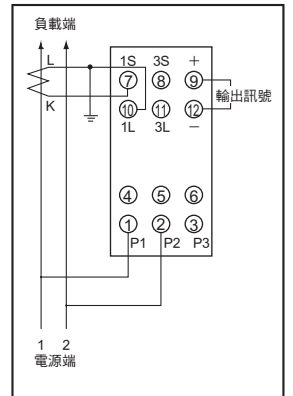 負載端
L
K
1S 3S +
⑦ ⑧ ⑨
輸出訊號
⑩ ⑪ ⑫
1L 3L −
④ ⑤ ⑥
① ② ③
P1 P2 P3
1 2
電源端